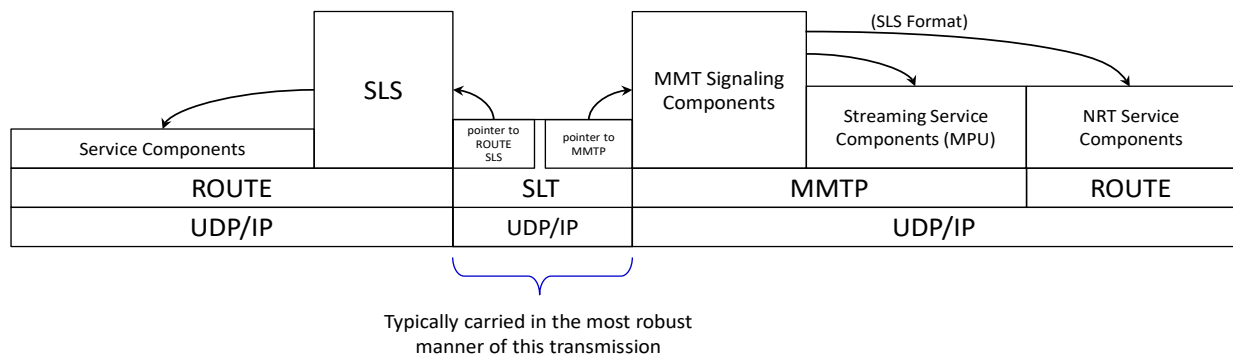 (SLS Format)
SLS
MMT Signaling
Components
Service Components
pointer to
ROUTE
SLS
pointer to
MMTP
Streaming Service
Components (MPU)
NRT Service
Components
ROUTE
SLT
MMTP
ROUTE
UDP/IP
UDP/IP
UDP/IP
Typically carried in the most robust
manner of this transmission